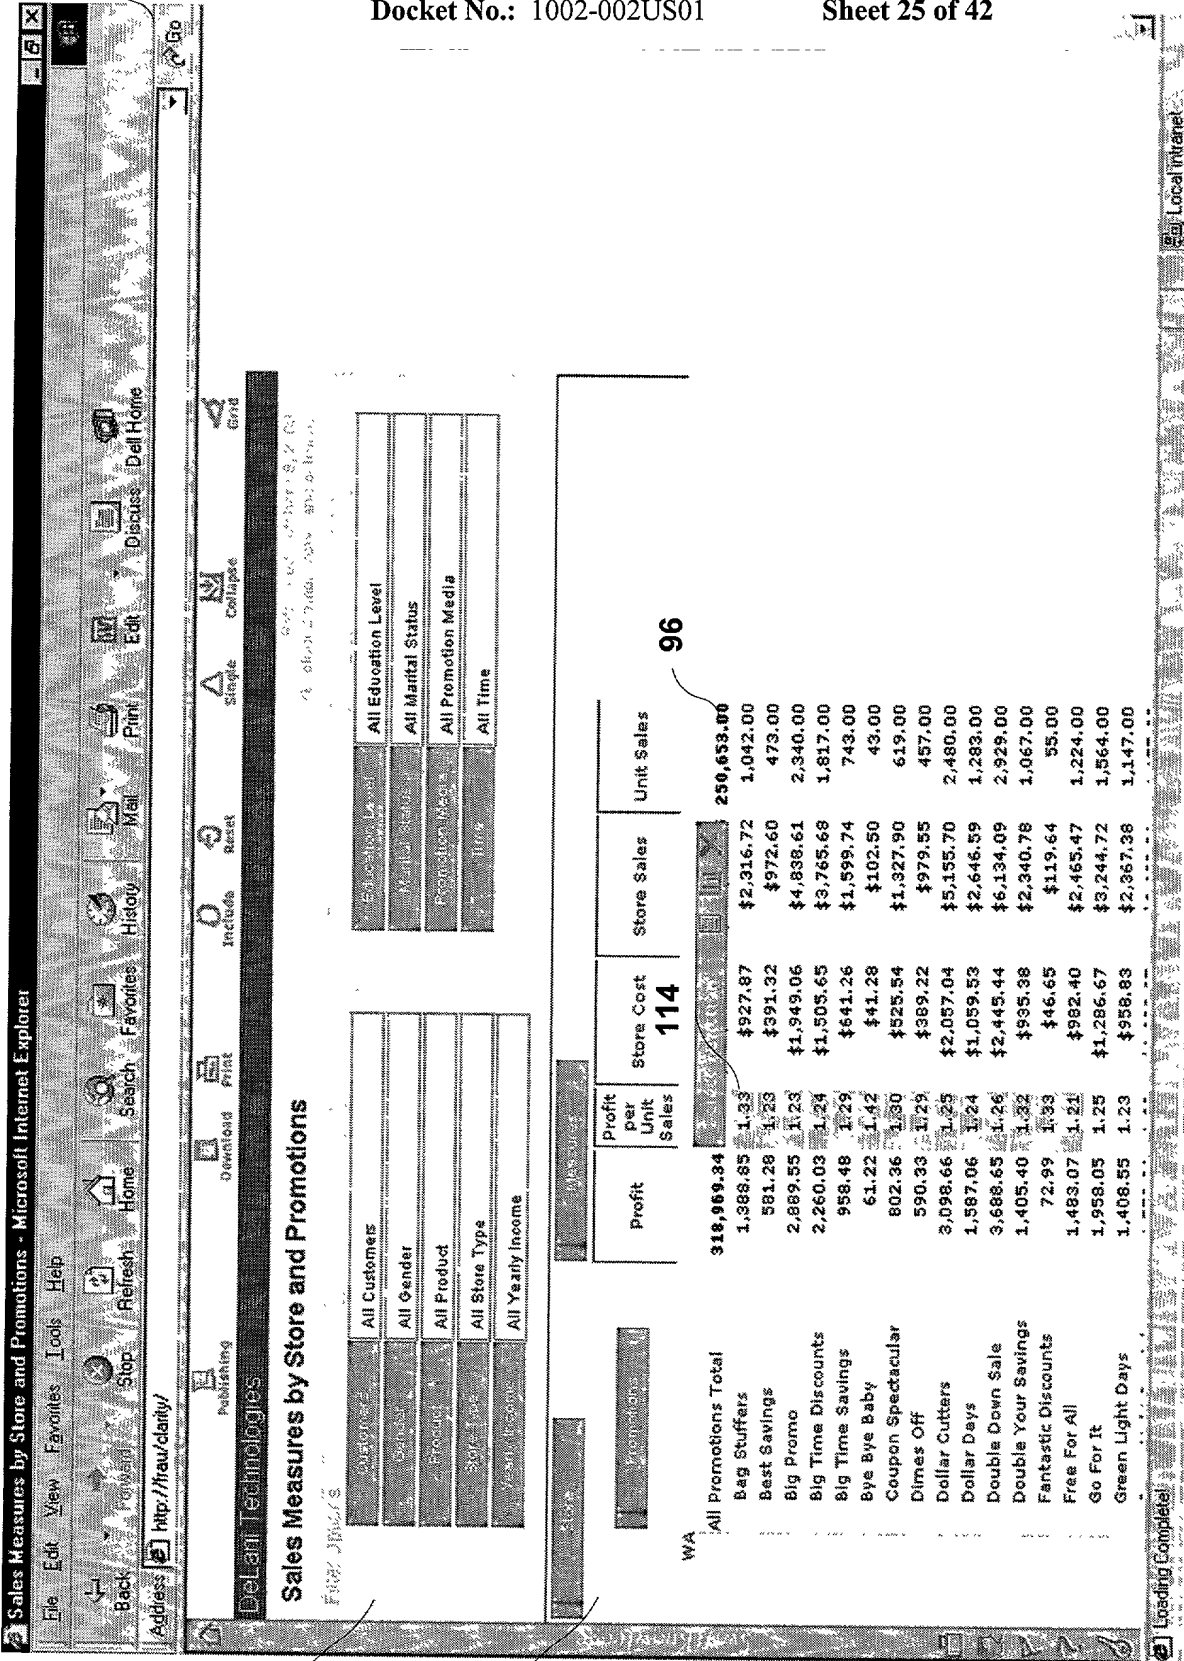 Docket No.: 1002-002US01 Sheet 25 of 42
Sales Measures by Store and Promotions - Microsoft Internet Explorer
File Edit View Favorites Tools Help
Back Forward Stop Refresh Home Search Favorites History Mail Print Edit Discuss Dell Home
Address http://frau/clarity/ Go
Publishing Download Print Include Reset Single Collapse Grid
DeLani Technologies
Sales Measures by Store and Promotions
All Customers
All Gender
All Product
All Store Type
Yearly Income All Yearly Income
Education Level All Education Level
Marital Status All Marital Status
Promotion Media All Promotion Media
Time All Time
Store Measures
Promotions Profit Profit per Unit Sales Store Cost Store Sales Unit Sales
114
96
WA
All Promotions Total 318,969.34 250,653.00
Bag Stuffers 1,388.85 1.33 $927.87 $2,316.72 1,042.00
Best Savings 581.28 1.23 $391.32 $972.60 473.00
Big Promo 2,889.55 1.23 $1,949.06 $4,838.61 2,340.00
Big Time Discounts 2,260.03 1.24 $1,505.65 $3,765.68 1,817.00
Big Time Savings 958.48 1.29 $641.26 $1,599.74 743.00
Bye Bye Baby 61.22 1.42 $41.28 $102.50 43.00
Coupon Spectacular 802.36 1.30 $525.54 $1,327.90 619.00
Dimes Off 590.33 1.29 $389.22 $979.55 457.00
Dollar Cutters 3,098.66 1.25 $2,057.04 $5,155.70 2,480.00
Dollar Days 1,587.06 1.24 $1,059.53 $2,646.59 1,283.00
Double Down Sale 3,688.65 1.26 $2,445.44 $6,134.09 2,929.00
Double Your Savings 1,405.40 1.32 $935.38 $2,340.78 1,067.00
Fantastic Discounts 72.99 1.33 $46.65 $119.64 55.00
Free For All 1,483.07 1.21 $982.40 $2,465.47 1,224.00
Go For It 1,958.05 1.25 $1,286.67 $3,244.72 1,564.00
Green Light Days 1,408.55 1.23 $958.83 $2,367.38 1,147.00
Loading Complete! Local intranet